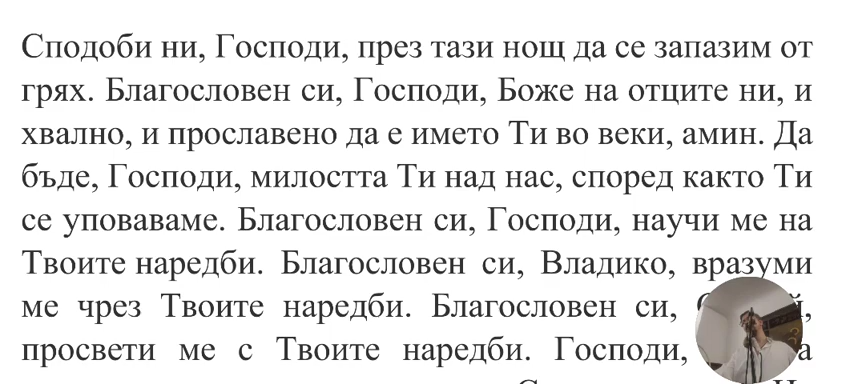 Сподоби ни, Господи, през тази нощ да се запазим от
грях. Благословен си, Господи, Боже на отците ни, и
хвално, и прославено да е името Ти во веки, амин. Да
бъде, Господи, милостта Ти над нас, според както Ти
се уповаваме. Благословен си, Господи, научи ме на
Твоите наредби. Благословен си, Владико, вразуми
ме чрез Твоите наредби. Благословен си,
просвети ме с Твоите наредби. Господи,